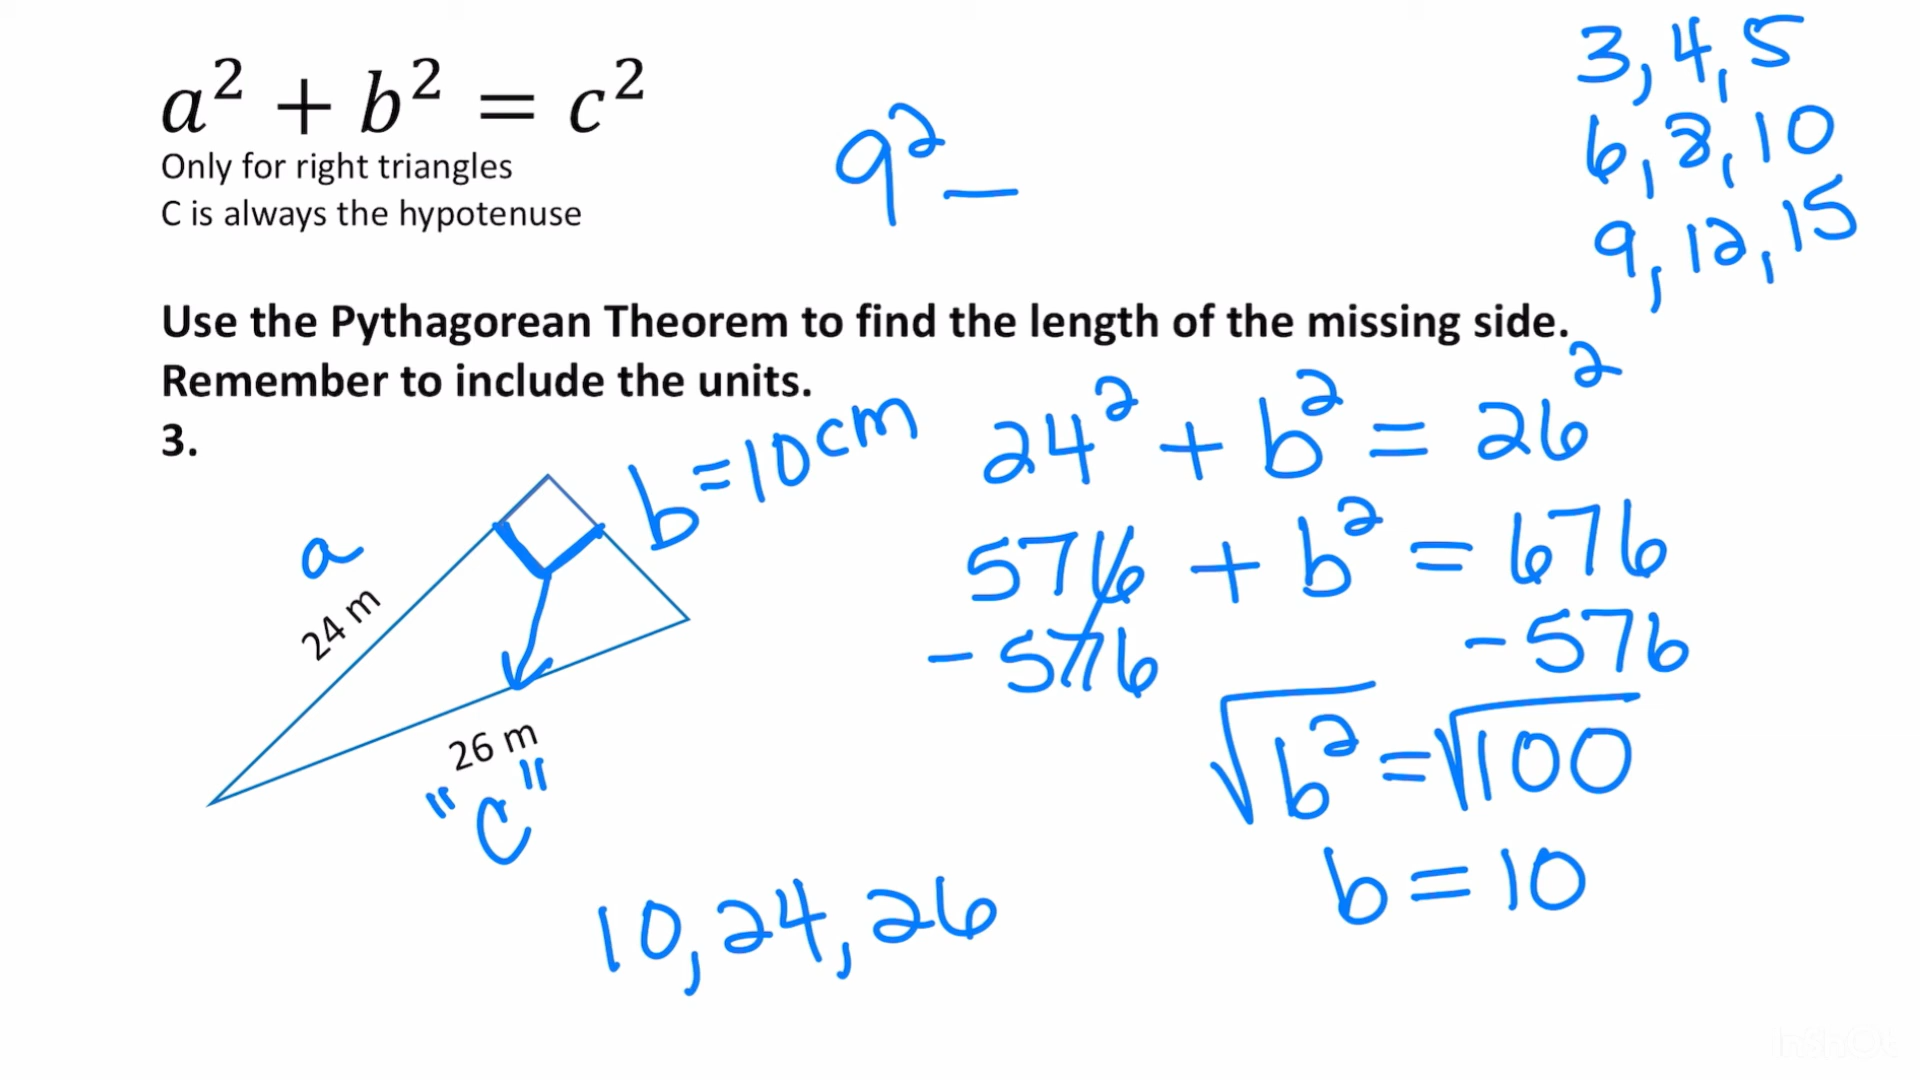 a² + b² = c²
Only for right triangles
C is always the hypotenuse
9² –
3, 4, 5
6, 8, 10
9, 12, 15
Use the Pythagorean Theorem to find the length of the missing side.
Remember to include the units.
3.
b = 10 cm
a
24 m
26 m
"C"
24² + b² = 26²
576 + b² = 676
- 576 - 576
√b² = √100
b = 10
10, 24, 26